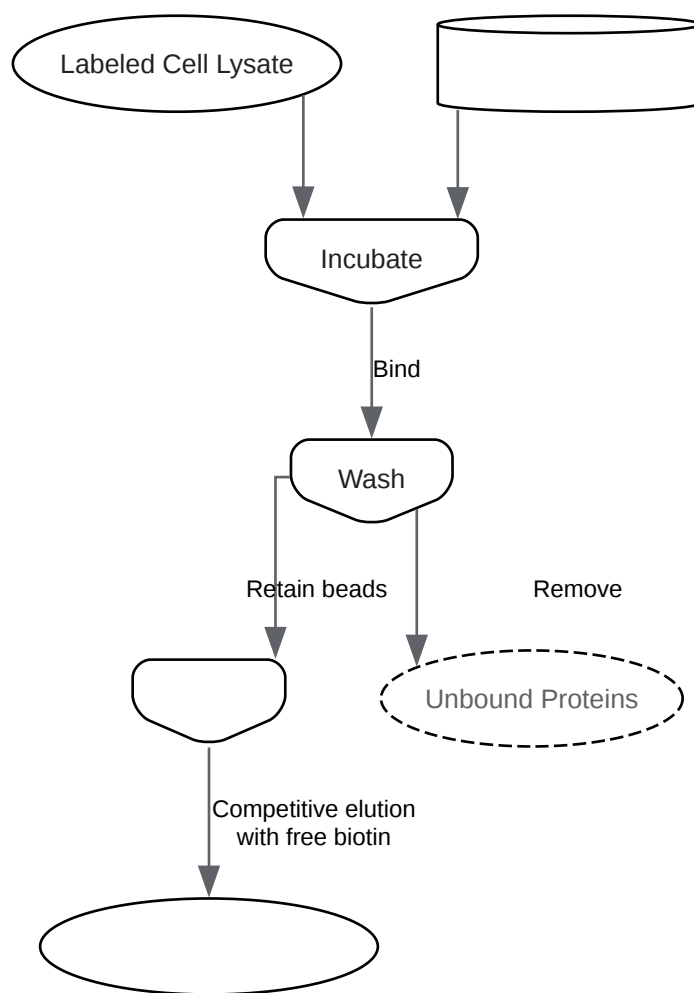 Labeled Cell Lysate
Incubate
Bind
Wash
Retain beads
Remove
Unbound Proteins
Competitive elution
with free biotin